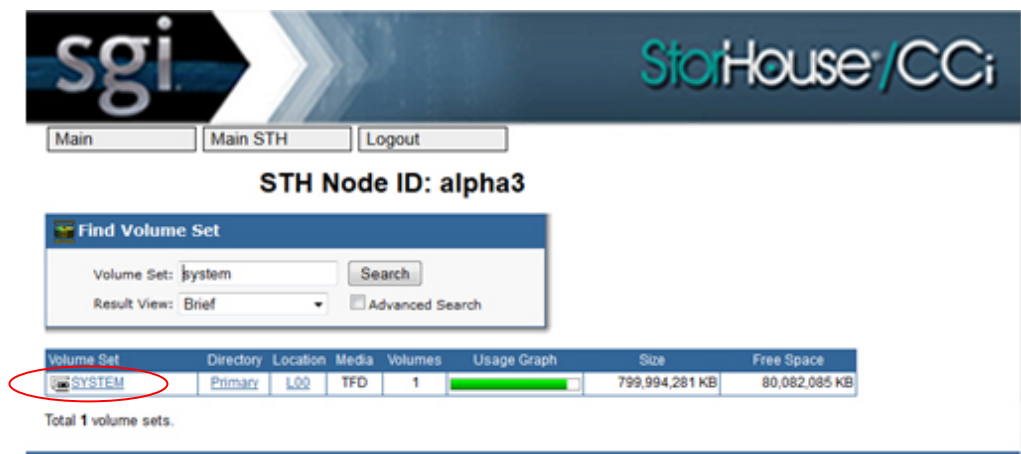 sgi StorHouse/CCi
Main Main STH Logout
STH Node ID: alpha3
Find Volume Set
Volume Set: system Search
Result View: Brief Advanced Search
Volume Set Directory Location Media Volumes Usage Graph Size Free Space
SYSTEM Primary L00 TFD 1 799,994,281 KB 80,082,085 KB
Total 1 volume sets.